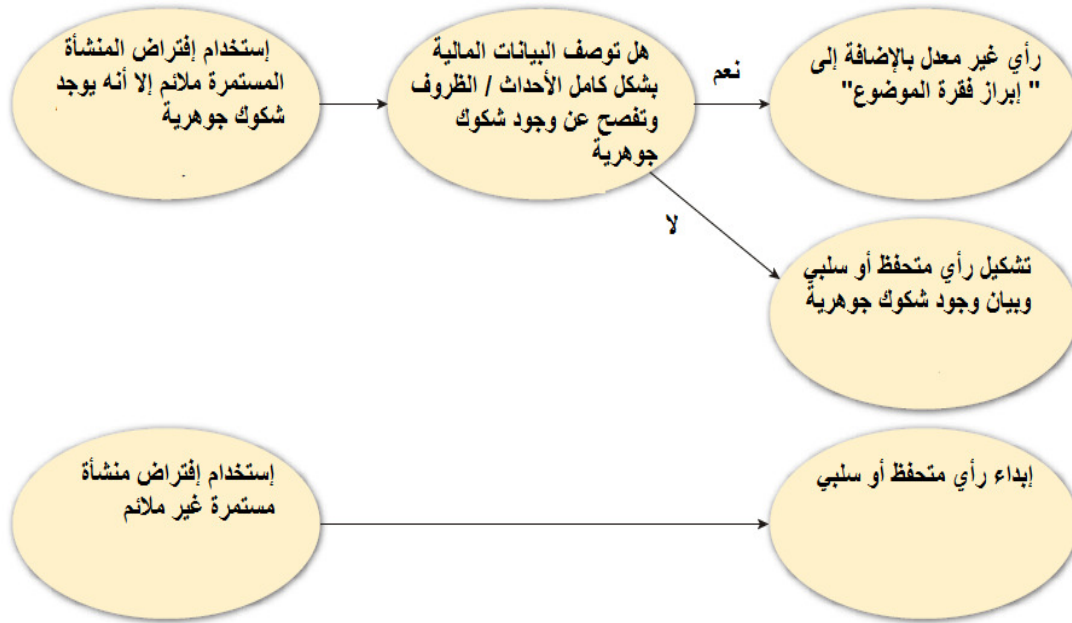 إستخدام إفتراض المنشأة
المستمرة ملائم إلا أنه يوجد
شكوك جوهرية
هل توصف البيانات المالية
بشكل كامل الأحداث / الظروف
وتفصح عن وجود شكوك
جوهرية
نعم
رأي غير معدل بالإضافة إلى
" إبراز فقرة الموضوع"
لا
تشكيل رأي متحفظ أو سلبي
وبيان وجود شكوك جوهرية
إستخدام إفتراض منشأة
مستمرة غير ملائم
إبداء رأي متحفظ أو سلبي